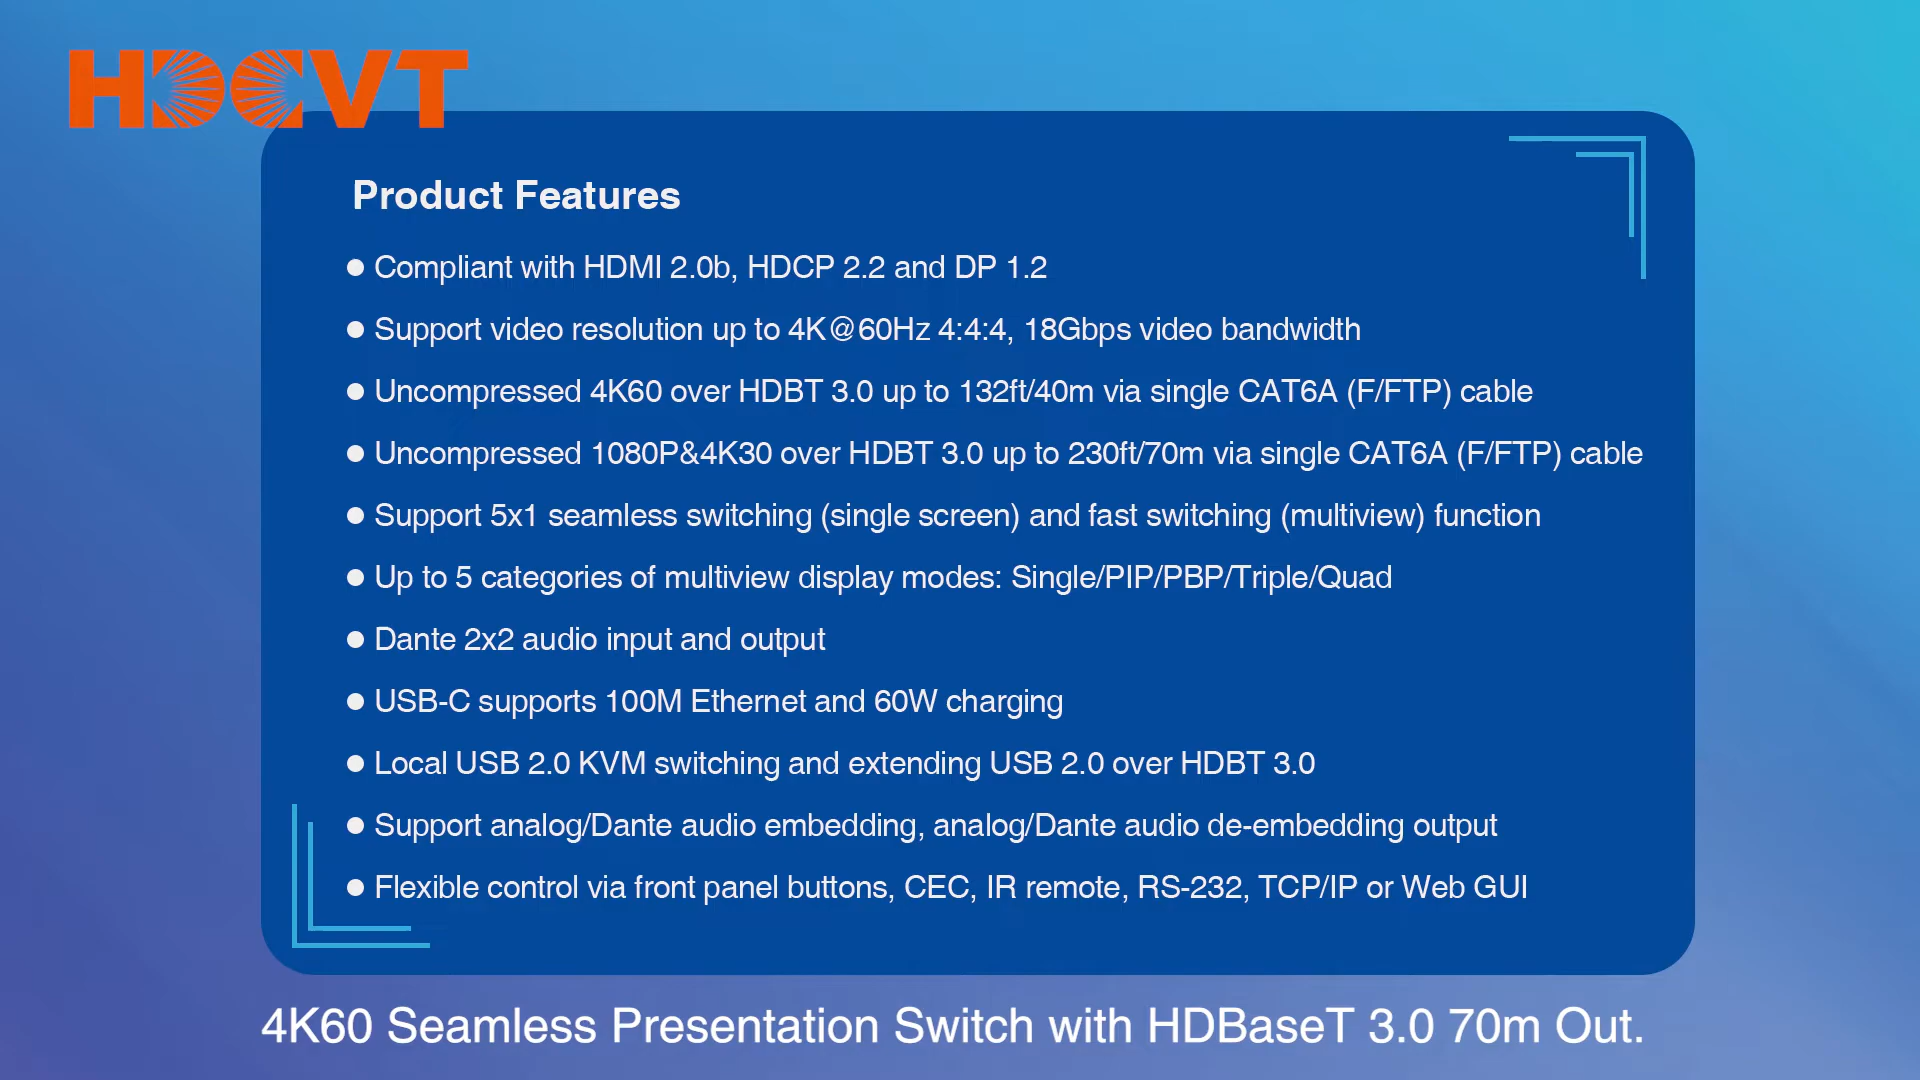 HDCVT
Product Features
● Compliant with HDMI 2.0b, HDCP 2.2 and DP 1.2
● Support video resolution up to 4K@60Hz 4:4:4, 18Gbps video bandwidth
● Uncompressed 4K60 over HDBT 3.0 up to 132ft/40m via single CAT6A (F/FTP) cable
● Uncompressed 1080P&4K30 over HDBT 3.0 up to 230ft/70m via single CAT6A (F/FTP) cable
● Support 5x1 seamless switching (single screen) and fast switching (multiview) function
● Up to 5 categories of multiview display modes: Single/PIP/PBP/Triple/Quad
● Dante 2x2 audio input and output
● USB-C supports 100M Ethernet and 60W charging
● Local USB 2.0 KVM switching and extending USB 2.0 over HDBT 3.0
● Support analog/Dante audio embedding, analog/Dante audio de-embedding output
● Flexible control via front panel buttons, CEC, IR remote, RS-232, TCP/IP or Web GUI
4K60 Seamless Presentation Switch with HDBaseT 3.0 70m Out.